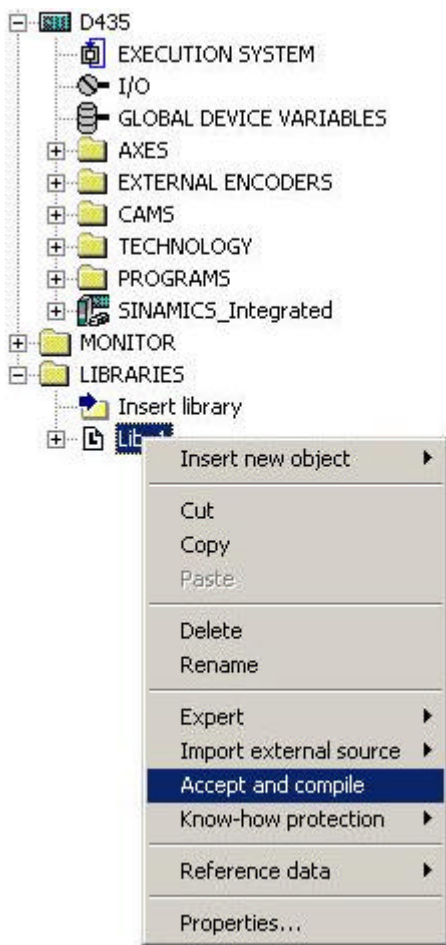 D435
EXECUTION SYSTEM
I/O
GLOBAL DEVICE VARIABLES
AXES
EXTERNAL ENCODERS
CAMS
TECHNOLOGY
PROGRAMS
SINAMICS_Integrated
MONITOR
LIBRARIES
Insert library
Insert new object
Cut
Copy
Paste
Delete
Rename
Expert
Import external source
Accept and compile
Know-how protection
Reference data
Properties...